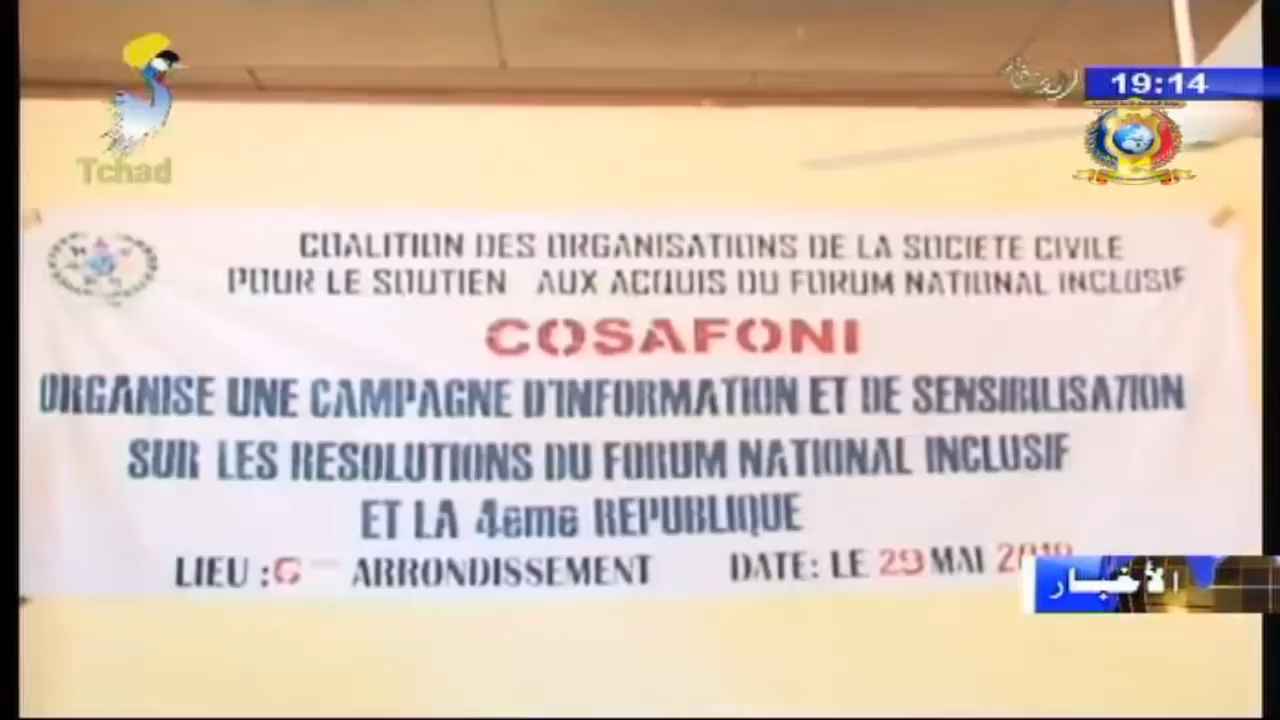 Tchad
19:14
COALITION DES ORGANISATIONS DE LA SOCIETE CIVILE
POUR LE SOUTIEN AUX ACQUIS DU FORUM NATIONAL INCLUSIF
COSAFONI
ORGANISE UNE CAMPAGNE D'INFORMATION ET DE SENSIBILISATION
SUR LES RESOLUTIONS DU FORUM NATIONAL INCLUSIF
ET LA 4eme REPUBLIQUE
LIEU : 6 ARRONDISSEMENT DATE: LE 29 MAI
الأخبار